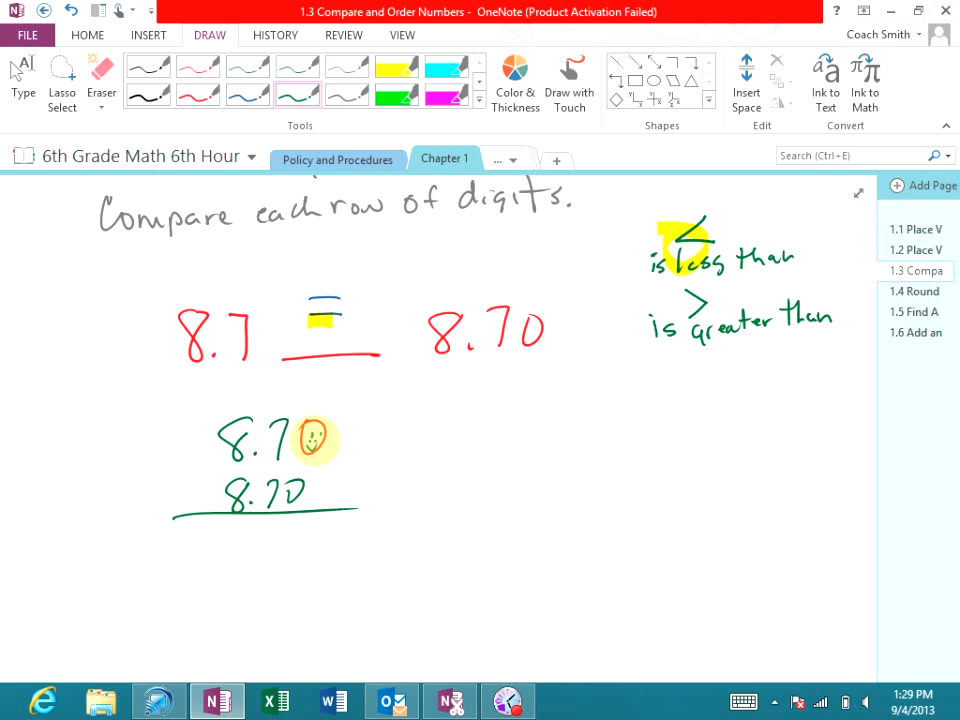 1.3 Compare and Order Numbers - OneNote (Product Activation Failed)
FILE HOME INSERT DRAW HISTORY REVIEW VIEW Coach Smith
Type Lasso Select Eraser Color & Thickness Draw with Touch Insert Space Ink to Text Ink to Math
Tools Shapes Edit Convert
6th Grade Math 6th Hour Policy and Procedures Chapter 1 ... + Search (Ctrl+E)
Add Page
1.1 Place V
1.2 Place V
1.3 Compa
1.4 Round
1.5 Find A
1.6 Add an
Compare each row of digits.
<
is less than
>
is greater than
8.7 = 8.70
8.70
8.70
1:29 PM
9/4/2013